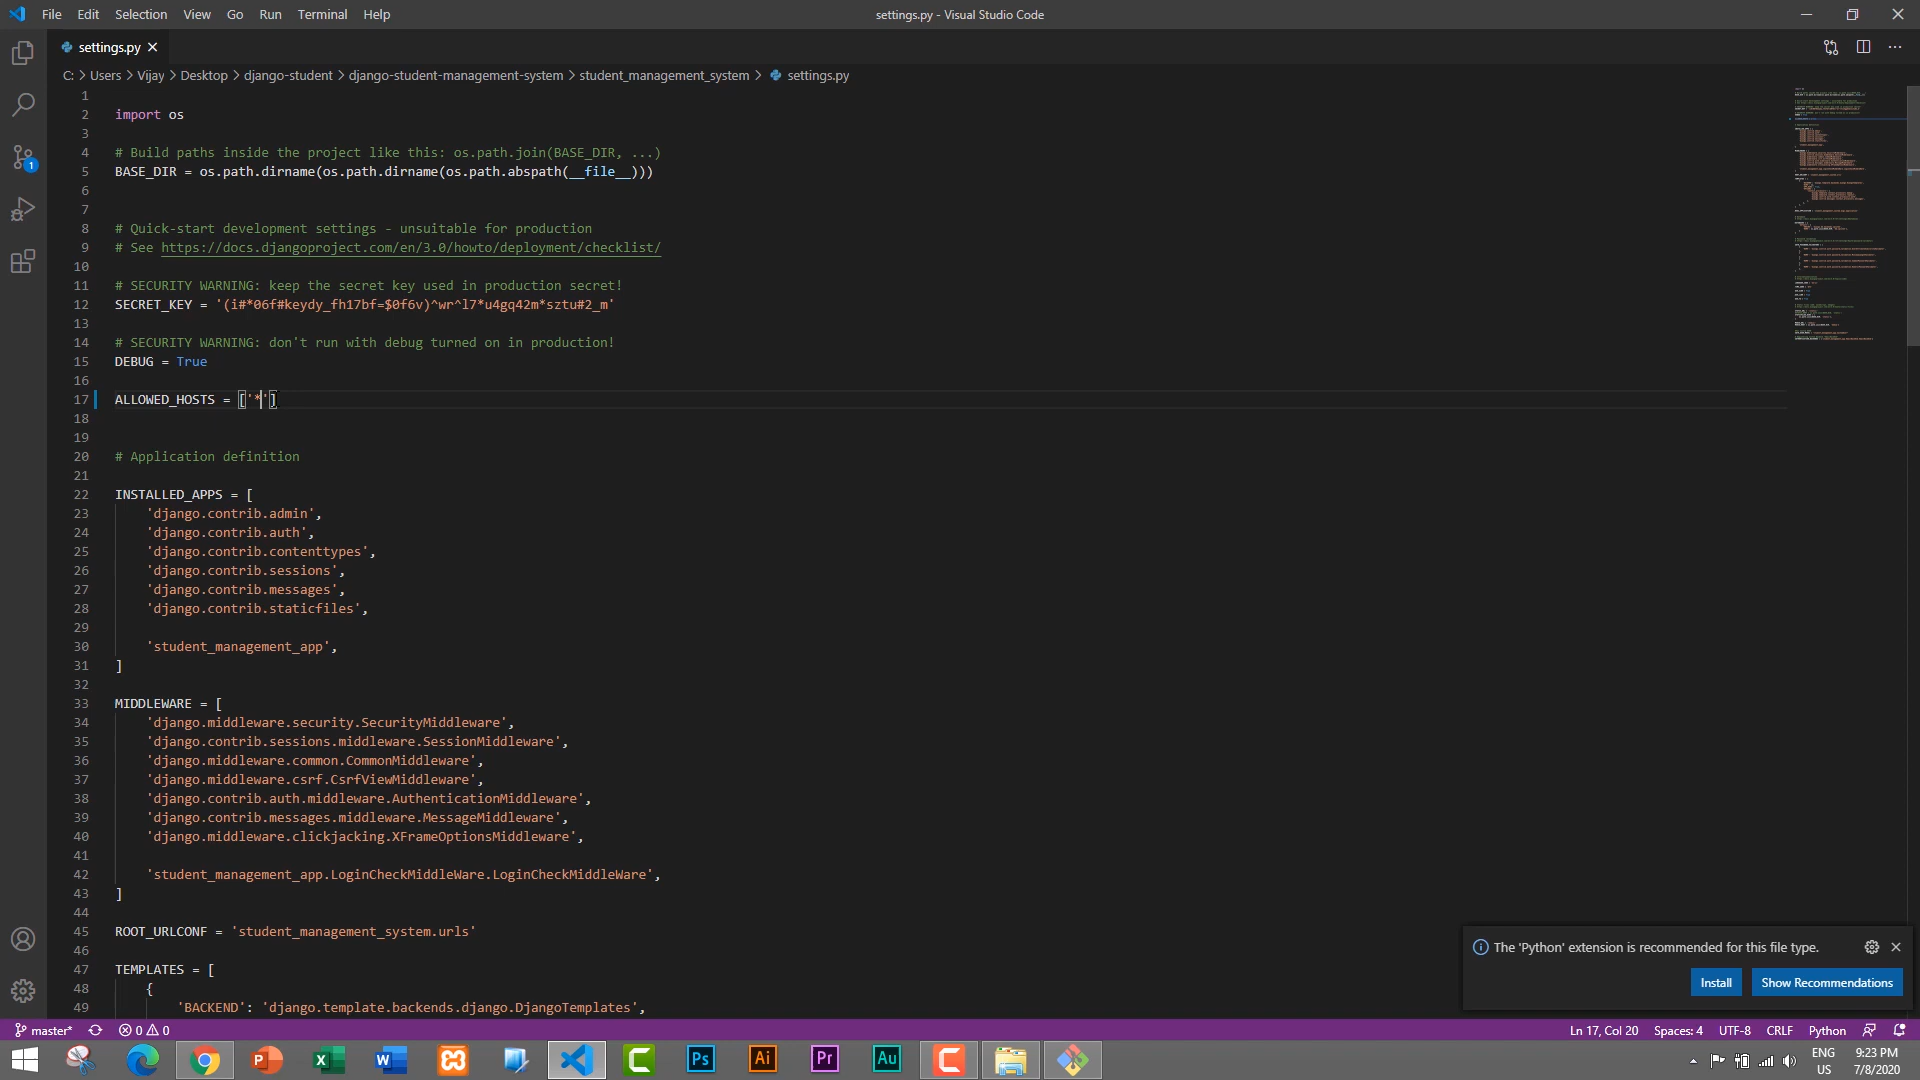 File Edit Selection View Go Run Terminal Help
settings.py - Visual Studio Code
settings.py
C: > Users > Vijay > Desktop > django-student > django-student-management-system > student_management_system > settings.py
1
2 import os
3
4 # Build paths inside the project like this: os.path.join(BASE_DIR, ...)
5 BASE_DIR = os.path.dirname(os.path.dirname(os.path.abspath(__file__)))
6
7
8 # Quick-start development settings - unsuitable for production
9 # See https://docs.djangoproject.com/en/3.0/howto/deployment/checklist/
10
11 # SECURITY WARNING: keep the secret key used in production secret!
12 SECRET_KEY = '(i#*06f#keydy_fh17bf=$0f6v)^wr^l7*u4gq42m*sztu#2_m'
13
14 # SECURITY WARNING: don't run with debug turned on in production!
15 DEBUG = True
16
17 ALLOWED_HOSTS = ['*']
18
19
20 # Application definition
21
22 INSTALLED_APPS = [
23 'django.contrib.admin',
24 'django.contrib.auth',
25 'django.contrib.contenttypes',
26 'django.contrib.sessions',
27 'django.contrib.messages',
28 'django.contrib.staticfiles',
29
30 'student_management_app',
31 ]
32
33 MIDDLEWARE = [
34 'django.middleware.security.SecurityMiddleware',
35 'django.contrib.sessions.middleware.SessionMiddleware',
36 'django.middleware.common.CommonMiddleware',
37 'django.middleware.csrf.CsrfViewMiddleware',
38 'django.contrib.auth.middleware.AuthenticationMiddleware',
39 'django.contrib.messages.middleware.MessageMiddleware',
40 'django.middleware.clickjacking.XFrameOptionsMiddleware',
41
42 'student_management_app.LoginCheckMiddleWare.LoginCheckMiddleWare',
43 ]
44
45 ROOT_URLCONF = 'student_management_system.urls'
46
47 TEMPLATES = [
48 {
49 'BACKEND': 'django.template.backends.django.DjangoTemplates',
The 'Python' extension is recommended for this file type.
Install Show Recommendations
1
master* 0 0
Ln 17, Col 20 Spaces: 4 UTF-8 CRLF Python
Ps Ai Pr Au
ENG US
9:23 PM
7/8/2020